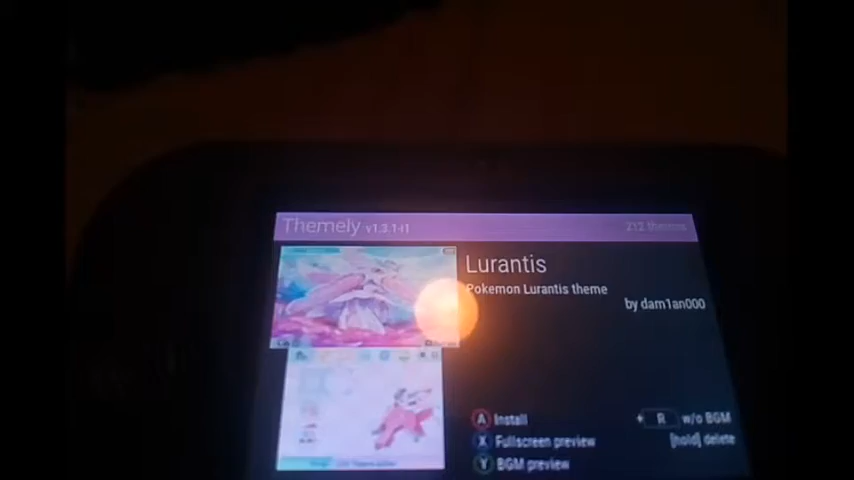 Themely v1.3.1-I1
212 themes
Lurantis
Pokemon Lurantis theme
by dam1an000
A Install
+ R w/o BGM
X Fullscreen preview
[hold] delete
Y BGM preview